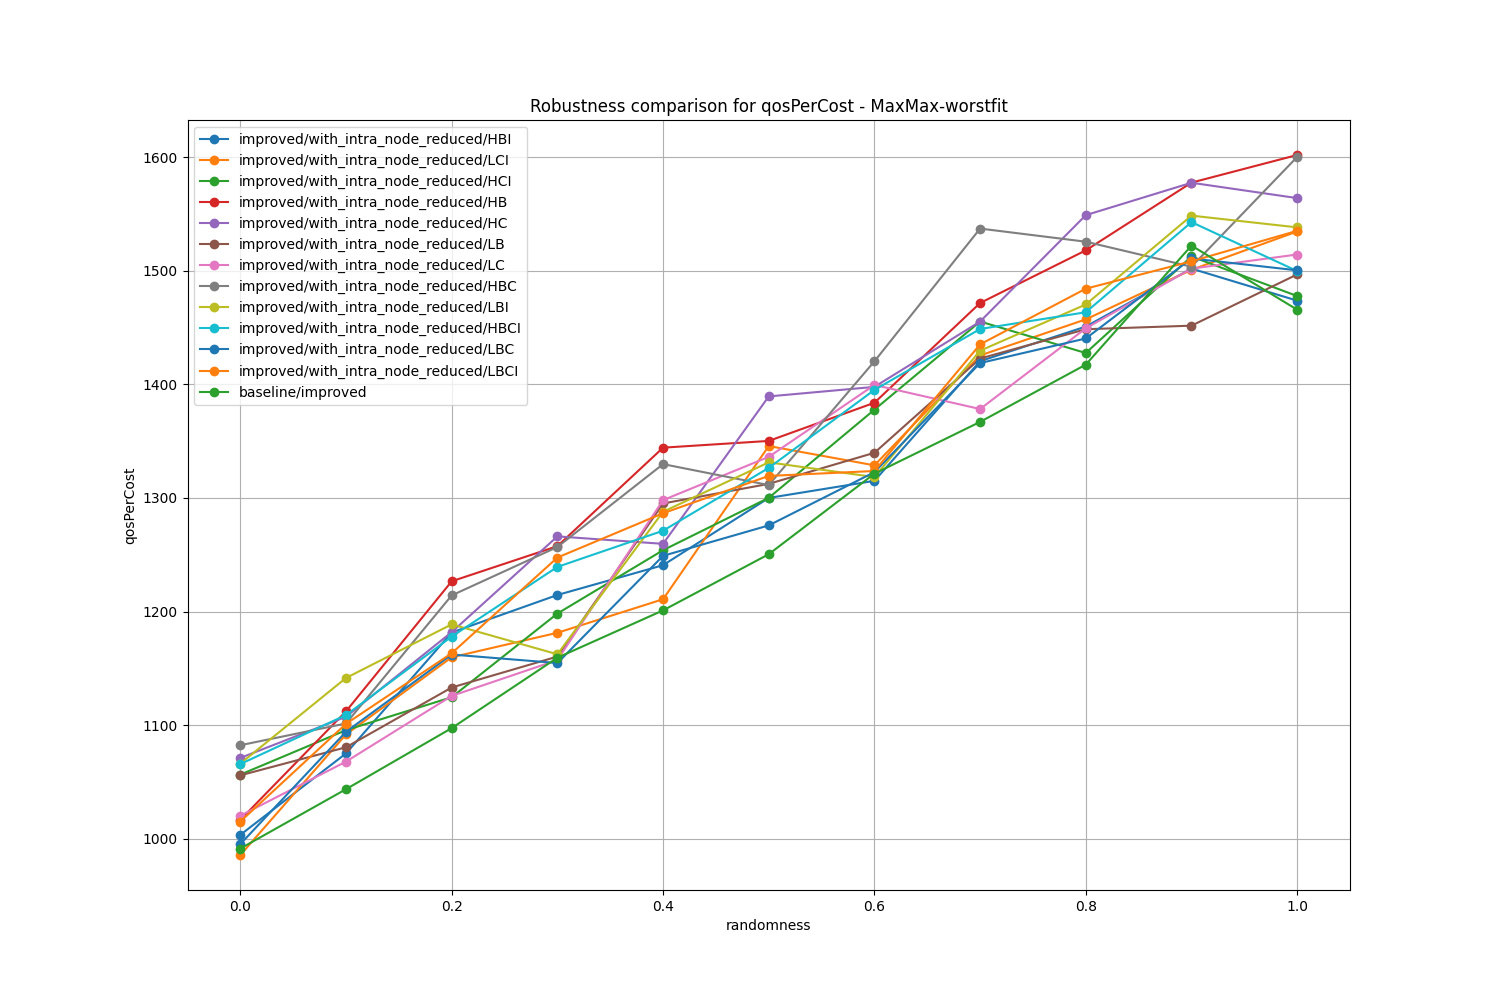 Robustness comparison for qosPerCost - MaxMax-worstfit
improved/with_intra_node_reduced/HBI
improved/with_intra_node_reduced/LCI
improved/with_intra_node_reduced/HCI
improved/with_intra_node_reduced/HB
improved/with_intra_node_reduced/HC
improved/with_intra_node_reduced/LB
improved/with_intra_node_reduced/LC
improved/with_intra_node_reduced/HBC
improved/with_intra_node_reduced/LBI
improved/with_intra_node_reduced/HBCI
improved/with_intra_node_reduced/LBC
improved/with_intra_node_reduced/LBCI
baseline/improved
1600
1500
1400
1300
1200
1100
1000
qosPerCost
0.0 0.2 0.4 0.6 0.8 1.0
randomness